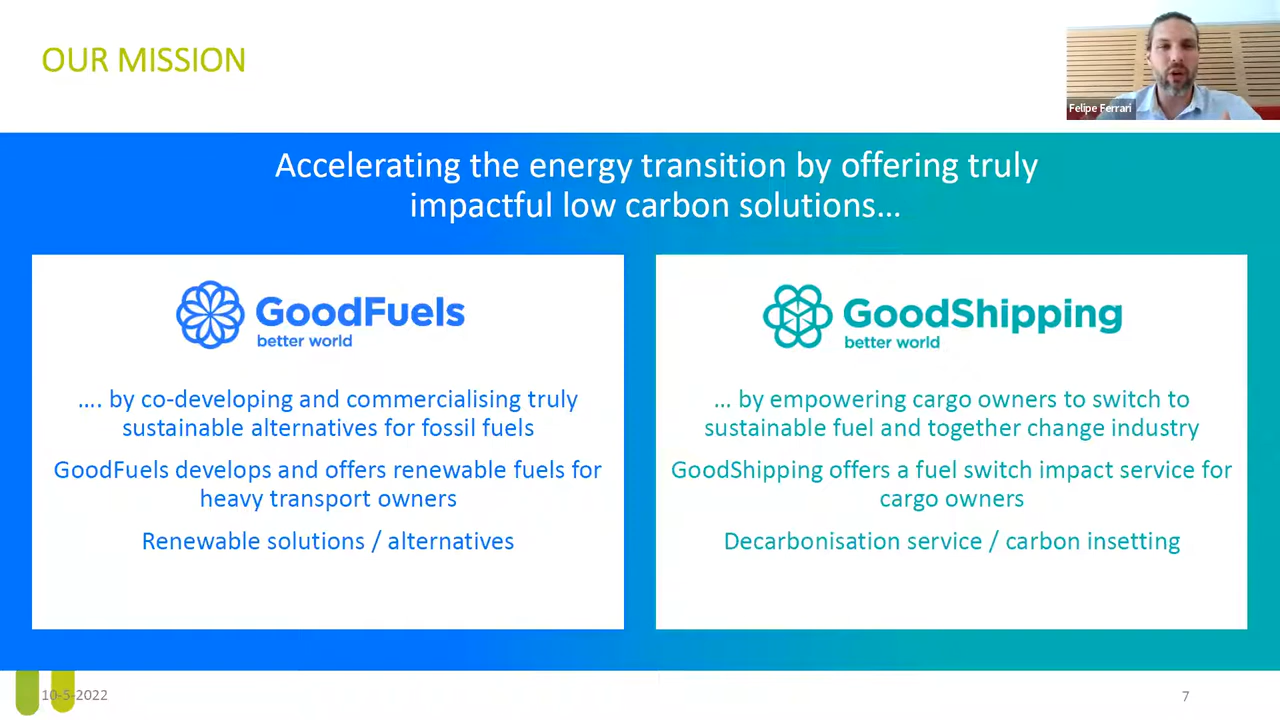 OUR MISSION
Felipe Ferrari
Accelerating the energy transition by offering truly
impactful low carbon solutions…
GoodFuels
better world
…. by co-developing and commercialising truly
sustainable alternatives for fossil fuels
GoodFuels develops and offers renewable fuels for
heavy transport owners
Renewable solutions / alternatives
GoodShipping
better world
… by empowering cargo owners to switch to
sustainable fuel and together change industry
GoodShipping offers a fuel switch impact service for
cargo owners
Decarbonisation service / carbon insetting
10-5-2022
7